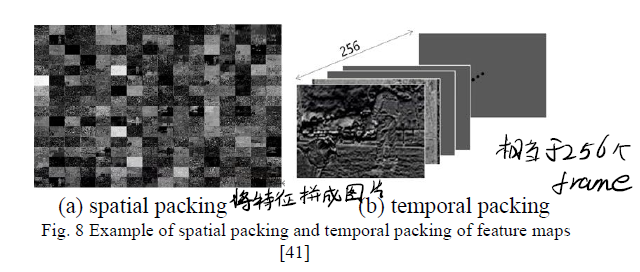 256
相当于256个
frame
(a) spatial packing
将特征拼成图片
(b) temporal packing
Fig. 8 Example of spatial packing and temporal packing of feature maps
[41]